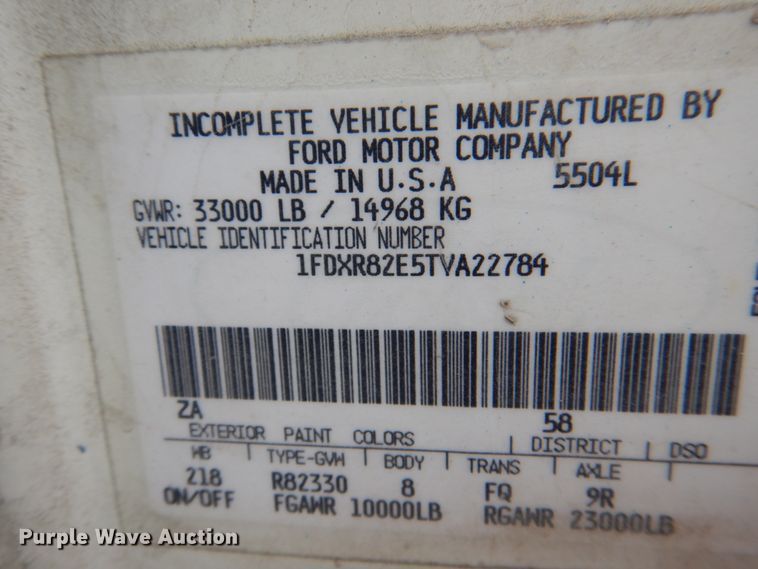 INCOMPLETE VEHICLE MANUFACTURED BY
FORD MOTOR COMPANY
MADE IN U.S.A 5504L
GVWR: 33000 LB / 14968 KG
VEHICLE IDENTIFICATION NUMBER
1FDXR82E5TVA22784
ZA 58
EXTERIOR PAINT COLORS DISTRICT DSO
WB TYPE-GVW BODY TRANS AXLE
218 R82330 8 FQ 9R
ON/OFF FGAWR 10000LB RGAWR 23000LB
Purple Wave Auction